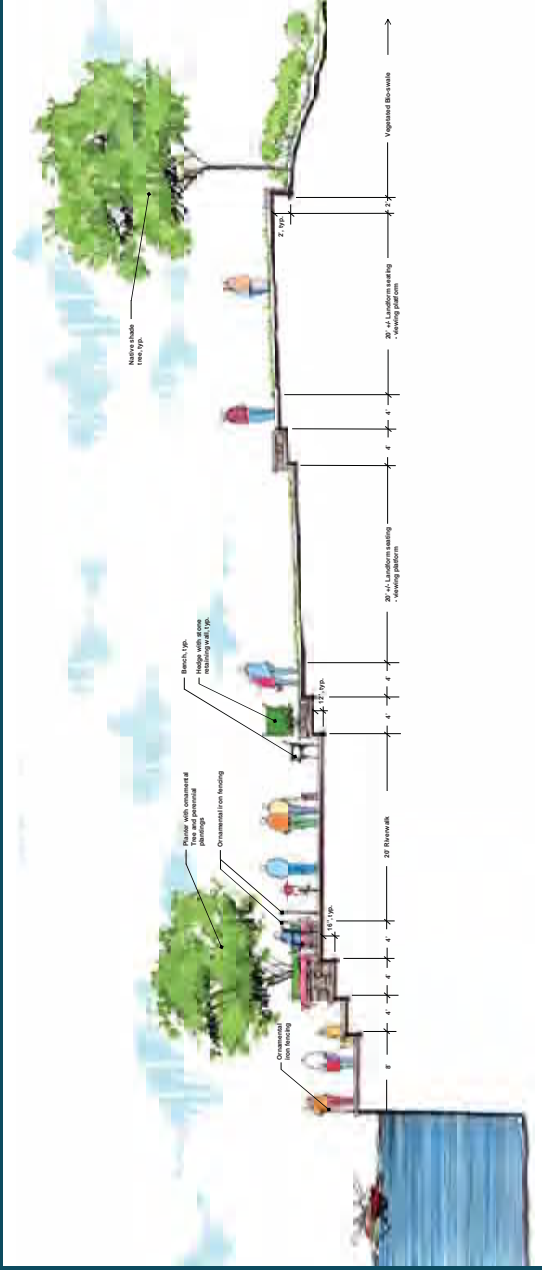 Native shade
tree, typ.
Planter with ornamental
Tree and perennial
plantings
Bench, typ.
Hedge with stone
retaining wall, typ.
Ornamental iron fencing
Ornamental
iron fencing
2', typ.
12", typ.
16", typ.
8'
4'
4'
4'
20' Riverwalk
4'
4'
20' +/- Landform seating
- viewing platform
4'
4'
20' +/- Landform seating
- viewing platform
2'
Vegetated Bio-swale